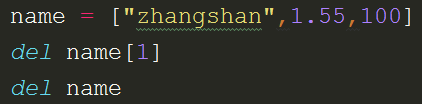 name = ["zhangshan",1.55,100]
del name[1]
del name